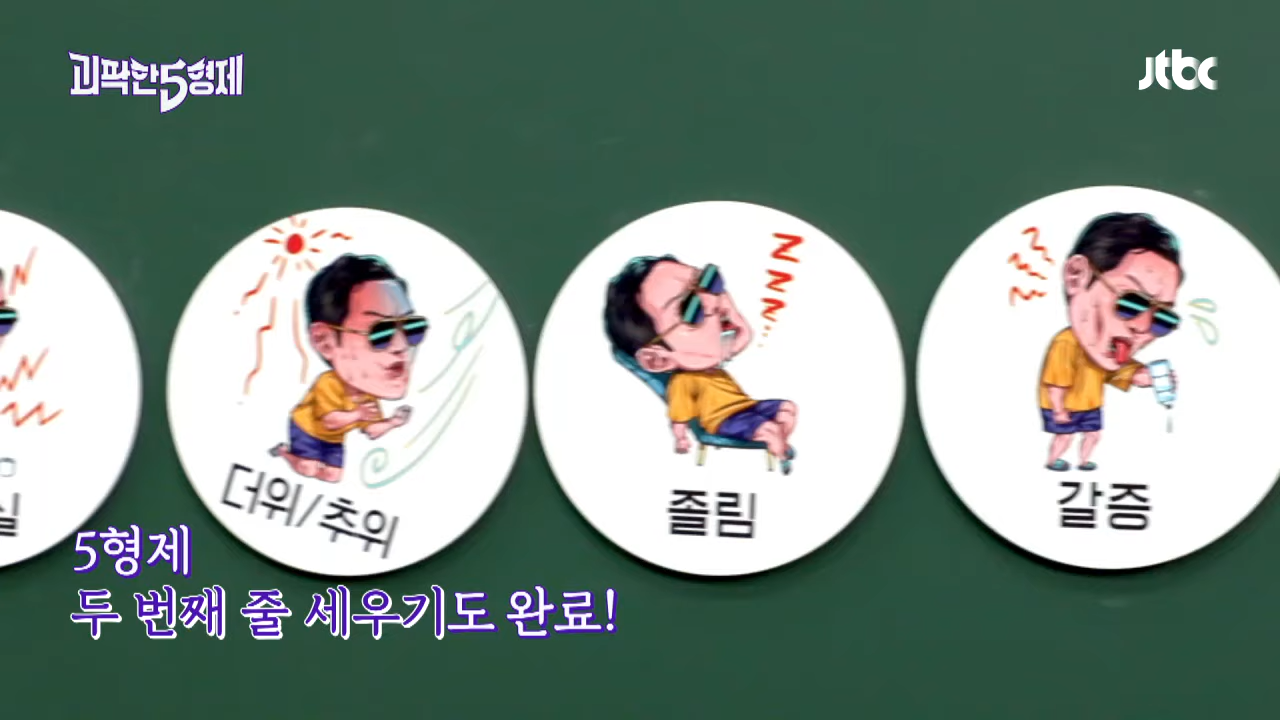 괴팍한5형제
jtbc
Z
Z
Z...
실
더위/추위
졸림
갈증
5형제
두 번째 줄 세우기도 완료!